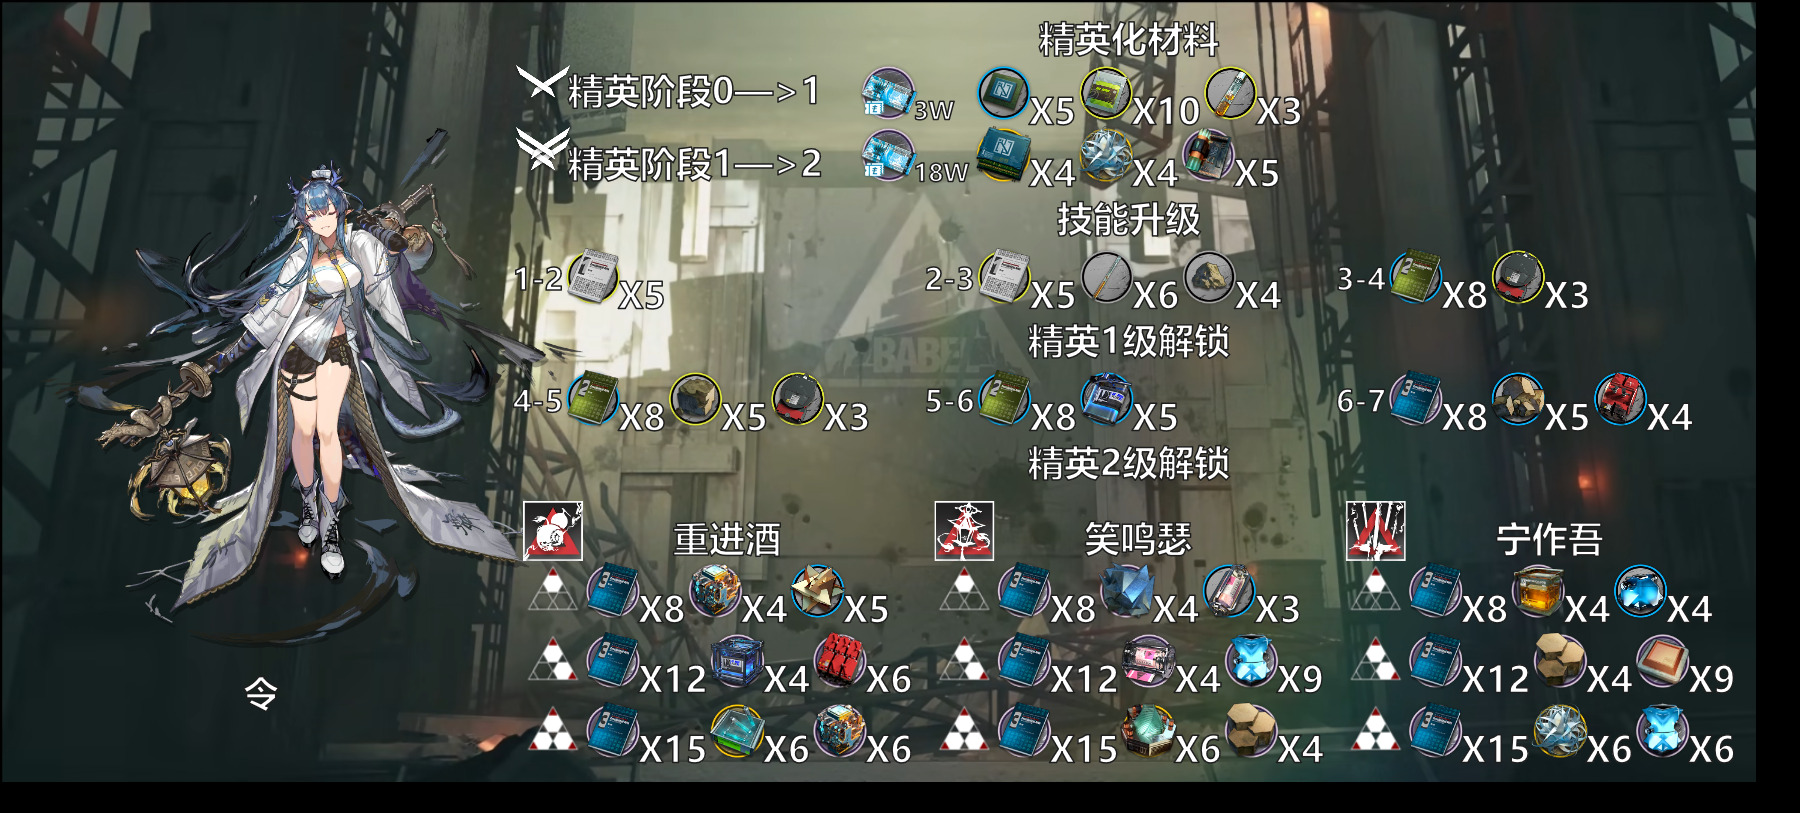 精英化材料
精英阶段0—>1 3W X5 X10 X3
精英阶段1—>2 18W X4 X4 X5
技能升级
1-2 X5 2-3 X5 X6 X4 3-4 X8 X3
精英1级解锁
BABEL
4-5 X8 X5 X3 5-6 X8 X5 6-7 X8 X5 X4
精英2级解锁
重进酒 笑鸣瑟 宁作吾
X8 X4 X5 X8 X4 X3 X8 X4 X4
X12 X4 X6 X12 X4 X9 X12 X4 X9
X15 X6 X6 X15 X6 X4 X15 X6 X6
令